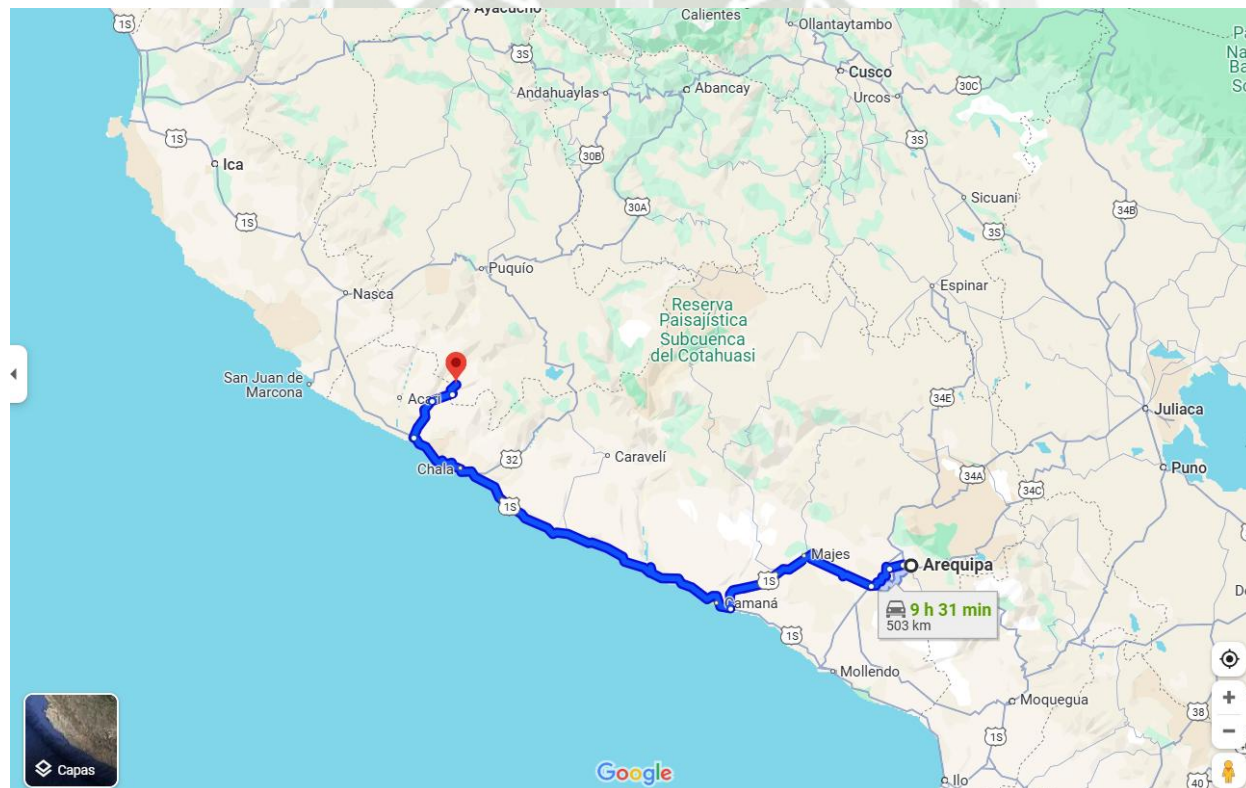 1S
Ayacucho
Calientes
Ollantaytambo
3S
Cusco
Andahuaylas
Abancay
Urcos
30C
1S
Ica
30B
3S
30A
Sicuani
34B
1S
3S
Puquío
Nasca
Espinar
Reserva
Paisajística
Subcuenca
del Cotahuasi
San Juan de
Marcona
Acarí
34E
Juliaca
32
Caravelí
Chala
34A
Puno
34C
1S
Majes
Arequipa
1S
Camaná
9 h 31 min
503 km
1S
Mollendo
Moquegua
38
1S
Capas
Google
Ilo
40